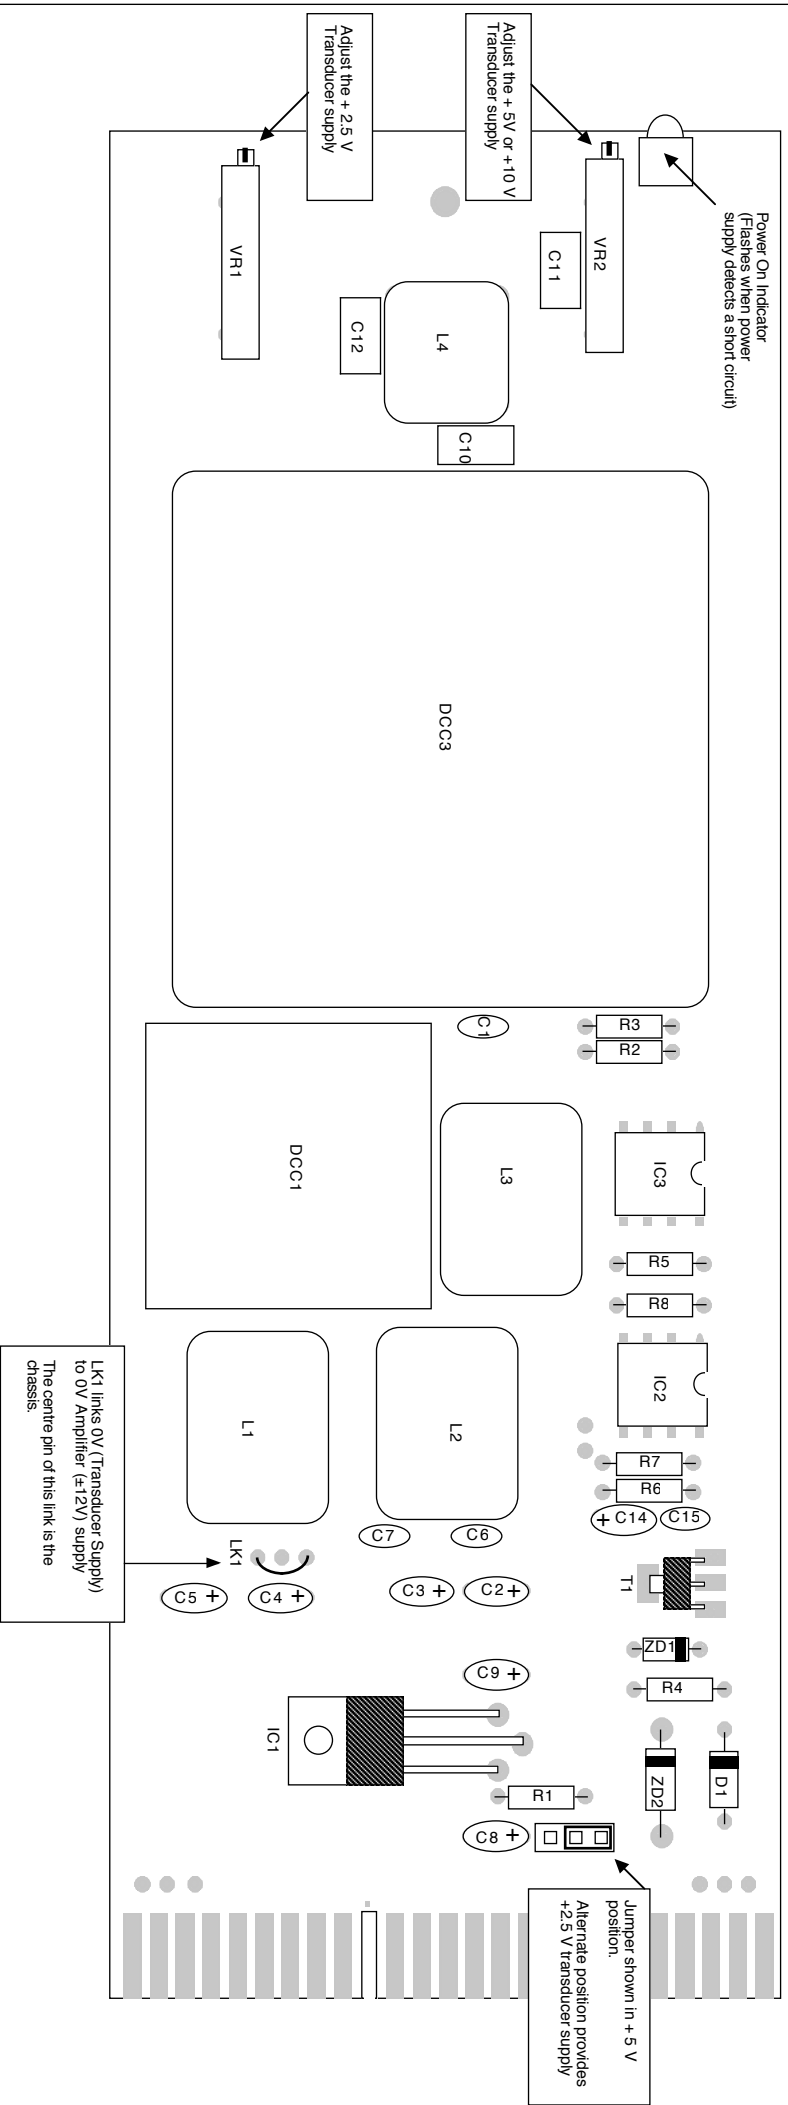 Power On Indicator
(Flashes when power
supply detects a short circuit)
Adjust the + 5V or +10 V
Transducer supply
Adjust the + 2.5 V
Transducer supply
VR2
C11
VR1
C12
L4
C10
DCC3
C1
R3
R2
DCC1
L3
IC3
R5
R8
IC2
L1
L2
R7
R6
+ C14
C15
C7
C6
LK1
T1
C5 +
C4 +
C3 +
C2 +
ZD1
C9 +
R4
IC1
ZD2
D1
R1
C8 +
LK1 links 0V (Transducer Supply)
to 0V Amplifier (±12V) supply
The centre pin of this link is the
chassis.
Jumper shown in + 5 V
position.
Alternate position provides
+2.5 V transducer supply